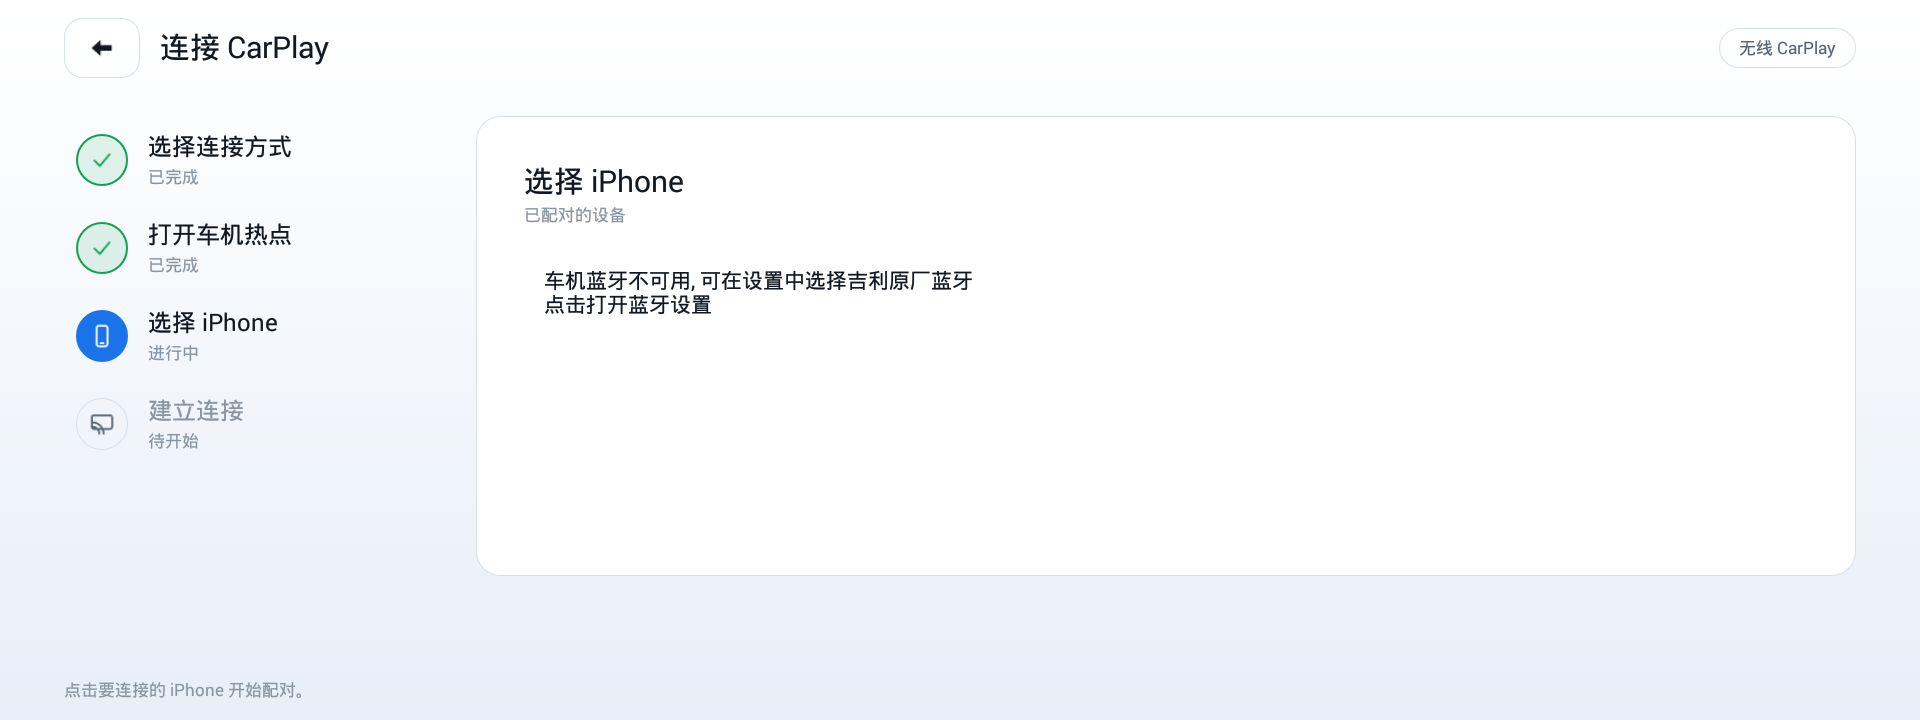 连接 CarPlay
无线 CarPlay
选择连接方式
已完成
打开车机热点
已完成
选择 iPhone
进行中
建立连接
待开始
选择 iPhone
已配对的设备
车机蓝牙不可用, 可在设置中选择吉利原厂蓝牙
点击打开蓝牙设置
点击要连接的 iPhone 开始配对。